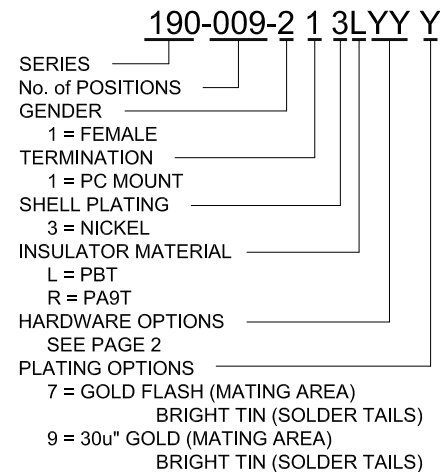 190-009-2 1 3LYY Y
SERIES
No. of POSITIONS
GENDER
1 = FEMALE
TERMINATION
1 = PC MOUNT
SHELL PLATING
3 = NICKEL
INSULATOR MATERIAL
L = PBT
R = PA9T
HARDWARE OPTIONS
SEE PAGE 2
PLATING OPTIONS
7 = GOLD FLASH (MATING AREA)
BRIGHT TIN (SOLDER TAILS)
9 = 30u" GOLD (MATING AREA)
BRIGHT TIN (SOLDER TAILS)